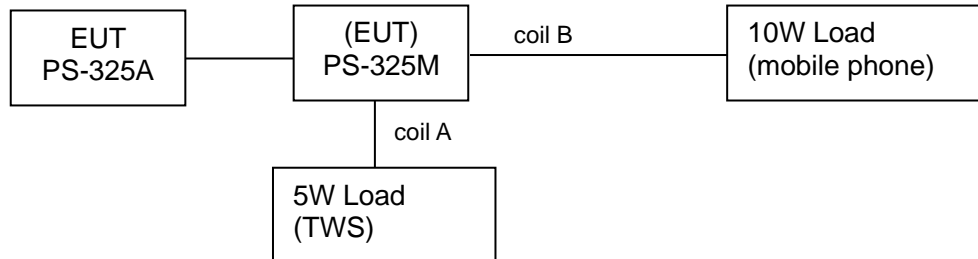 EUT
PS-325A
(EUT)
PS-325M
coil B
10W Load
(mobile phone)
coil A
5W Load
(TWS)